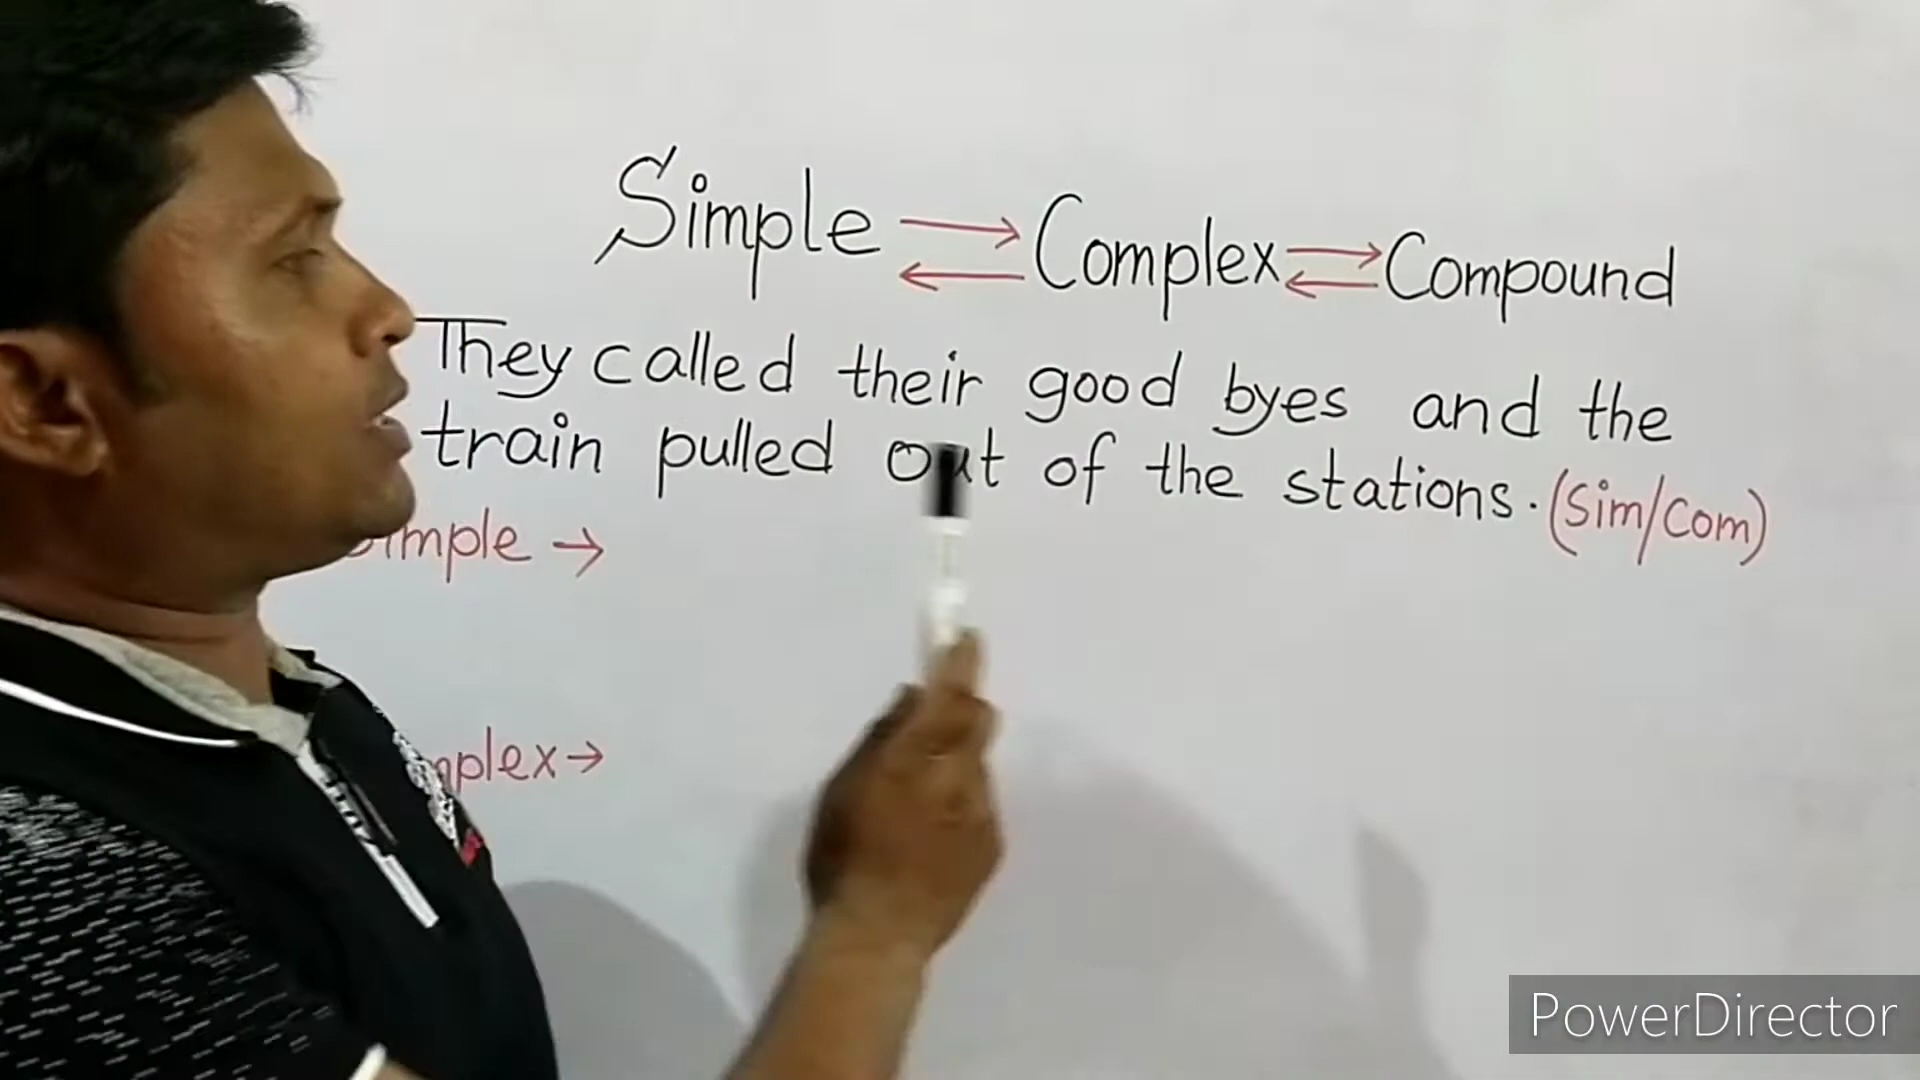 Simple ⇄ Complex ⇄ Compound
They called their good byes and the
train pulled out of the stations. (Sim/Com)
Simple →
mplex →
PowerDirector